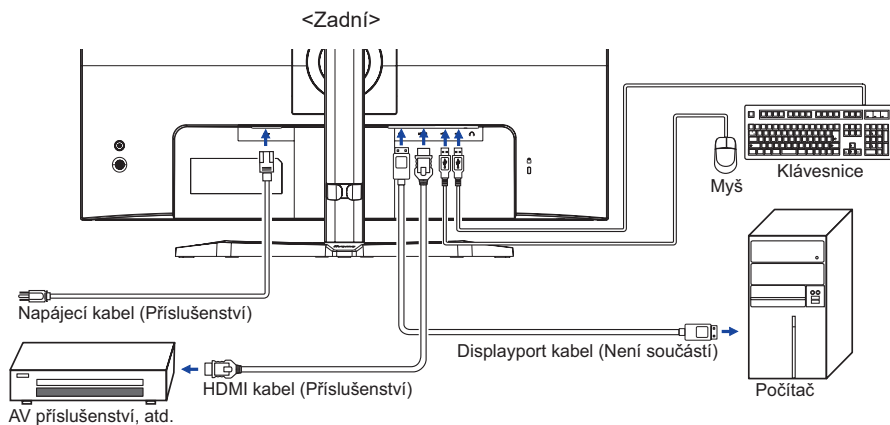 <Zadní>
Klávesnice
Myš
Napájecí kabel (Příslušenství)
Displayport kabel (Není součástí)
HDMI kabel (Příslušenství)
Počítač
AV příslušenství, atd.